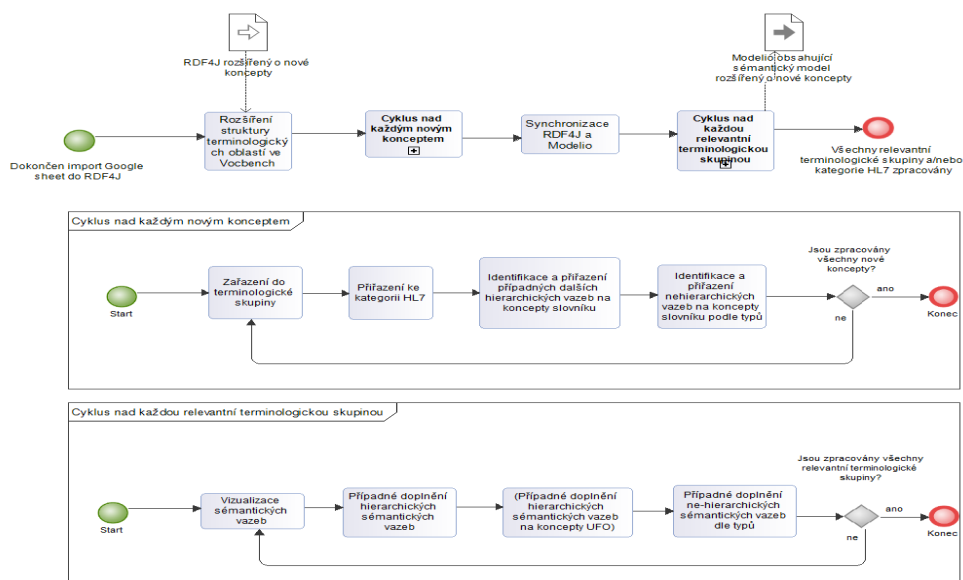 RDF4J rozšířený o nové
koncepty
Modelio obsahující
sémantický model
rozšířený o nové koncepty
Dokončen import Google
sheet do RDF4J
Rozšíření
struktury
terminologický
ch oblastí ve
Vocbench
Cyklus nad
každým novým
konceptem
Synchronizace
RDF4J a
Modelio
Cyklus nad
každou
relevantní
terminologickou
skupinou
Všechny relevantní
terminologické skupiny a/nebo
kategorie HL7 zpracovány
Cyklus nad každým novým konceptem
Start
Zařazení do
terminologické
skupiny
Přiřazení ke
kategorii HL7
Identifikace a přiřazení
případných dalších
hierarchických vazeb na
koncepty slovníku
Identifikace a
přiřazení
nehierarchických
vazeb na koncepty
slovníku podle typů
Jsou zpracovány
všechny nové
koncepty?
ano
ne
Konec
Cyklus nad každou relevantní terminologickou skupinou
Start
Vizualizace
sémantických
vazeb
Případné doplnění
hierarchických
sémantických
vazeb
(Případné doplnění
hierarchických
sémantických vazeb
na koncepty UFO)
Případné doplnění
ne-hierarchických
sémantických vazeb
dle typů
Jsou zpracovány všechny
relevantní terminologické
skupiny?
ano
ne
Konec